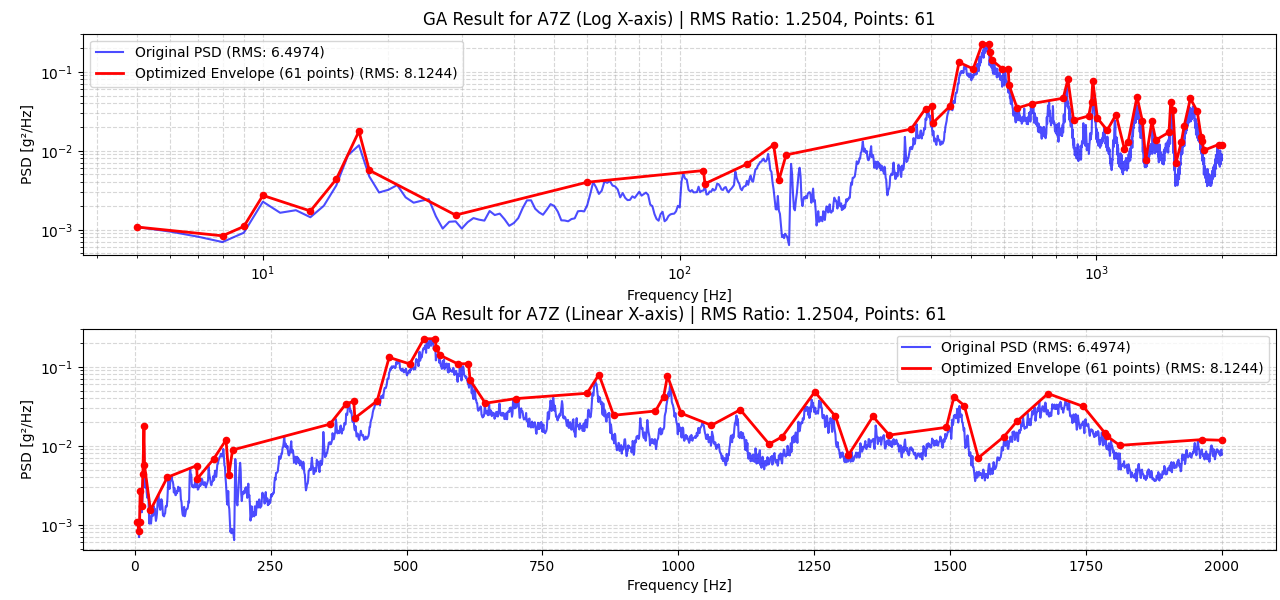 GA Result for A7Z (Log X-axis) | RMS Ratio: 1.2504, Points: 61
Original PSD (RMS: 6.4974)
Optimized Envelope (61 points) (RMS: 8.1244)
PSD [g²/Hz]
10⁻¹
10⁻²
10⁻³
10¹
10²
10³
Frequency [Hz]
GA Result for A7Z (Linear X-axis) | RMS Ratio: 1.2504, Points: 61
Original PSD (RMS: 6.4974)
Optimized Envelope (61 points) (RMS: 8.1244)
PSD [g²/Hz]
10⁻¹
10⁻²
10⁻³
0
250
500
750
1000
1250
1500
1750
2000
Frequency [Hz]